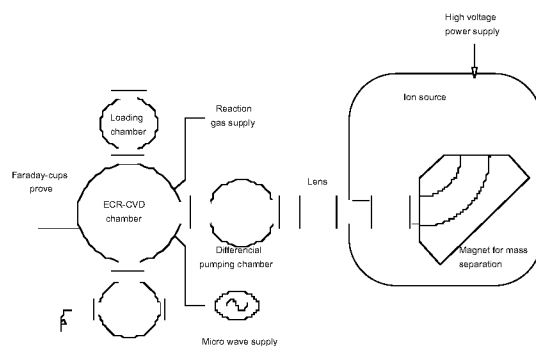 High voltage
power supply
Ion source
Loading
chamber
Reaction
gas supply
Faraday-cups
prove
Lens
ECR-CVD
chamber
Differencial
pumping chamber
Magnet for mass
separation
Micro wave supply